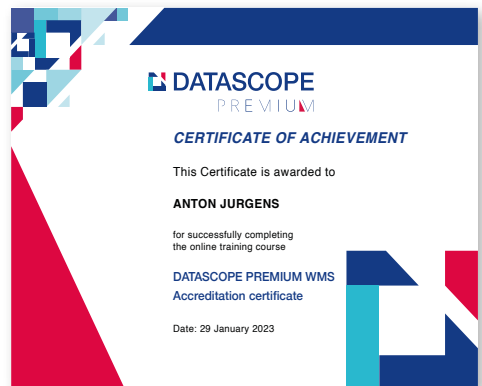 DATASCOPE
PREMIUM
CERTIFICATE OF ACHIEVEMENT
This Certificate is awarded to
ANTON JURGENS
for successfully completing
the online training course
DATASCOPE PREMIUM WMS
Accreditation certificate
Date: 29 January 2023